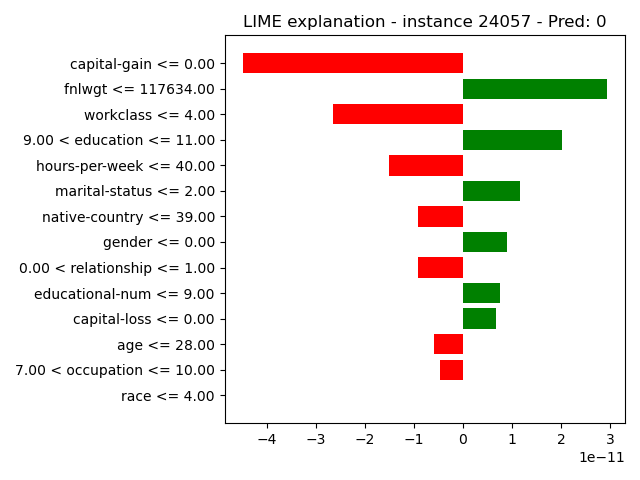 LIME explanation - instance 24057 - Pred: 0
capital-gain <= 0.00
fnlwgt <= 117634.00
workclass <= 4.00
9.00 < education <= 11.00
hours-per-week <= 40.00
marital-status <= 2.00
native-country <= 39.00
gender <= 0.00
0.00 < relationship <= 1.00
educational-num <= 9.00
capital-loss <= 0.00
age <= 28.00
7.00 < occupation <= 10.00
race <= 4.00
−4 −3 −2 −1 0 1 2 3
1e−11